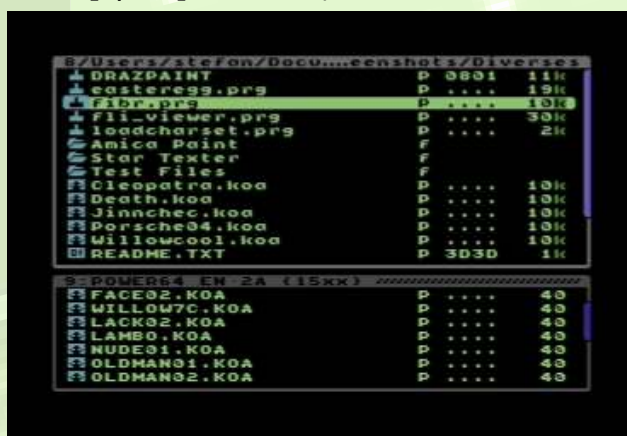 8/Users/stefan/Docu....eenshots/Diverses
DRAZPAINT P 0801 11k
easteregg.prg P .... 19k
Fibr.prg P .... 10k
fli_viewer.prg P .... 30k
loadcharset.prg P .... 2k
Amica Paint F
Star Texter F
Test Files F
Cleopatra.koa P .... 10k
Death.koa P .... 10k
Jinnchec.koa P .... 10k
Porsche04.koa P .... 10k
Willowcool.koa P .... 10k
README.TXT P 3D3D 1k
9:POWER64 EN 2A (15xx)
FACE02.KOA P .... 40
WILLOW7C.KOA P .... 40
LACK02.KOA P .... 40
LAMBO.KOA P .... 40
NUDE01.KOA P .... 40
OLDMAN01.KOA P .... 40
OLDMAN02.KOA P .... 40